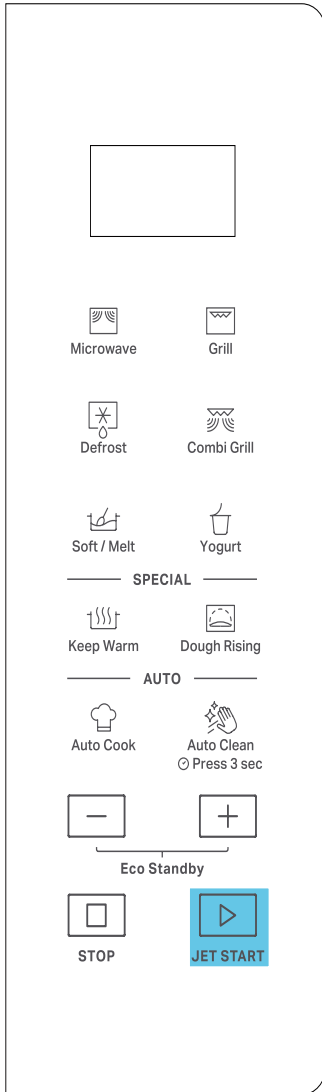 Microwave
Grill
Defrost
Combi Grill
Soft / Melt
Yogurt
SPECIAL
Keep Warm
Dough Rising
AUTO
Auto Cook
Auto Clean
Press 3 sec
Eco Standby
STOP
JET START